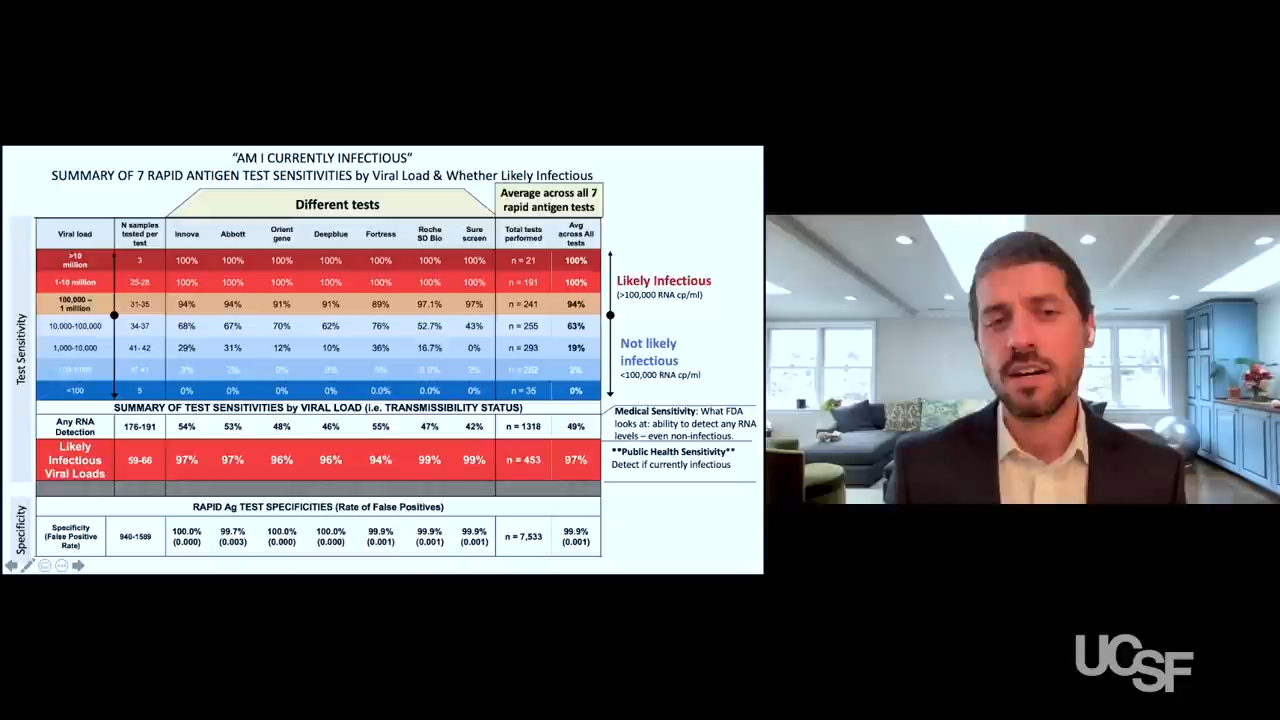 “AM I CURRENTLY INFECTIOUS”
SUMMARY OF 7 RAPID ANTIGEN TEST SENSITIVITIES by Viral Load & Whether Likely Infectious
Different tests
Average across all 7
rapid antigen tests
Test Sensitivity
Viral load
N samples
tested per
test
Innova
Abbott
Orient
gene
Deepblue
Fortress
Roche
SD Bio
Sure
screen
Total tests
performed
Avg
across All
tests
>10
million
3 100% 100% 100% 100% 100% 100% 100% n = 21 100%
1-10 million 25-28 100% 100% 100% 100% 100% 100% 100% n = 191 100%
100,000 –
1 million
31-35 94% 94% 91% 91% 89% 97.1% 97% n = 241 94%
10,000-100,000 34-37 68% 67% 70% 62% 76% 52.7% 43% n = 255 63%
1,000-10,000 41- 42 29% 31% 12% 10% 36% 16.7% 0% n = 293 19%
<100 5 0% 0% 0% 0% 0.0% 0.0% 0% n = 35 0%
Likely Infectious
(>100,000 RNA cp/ml)
Not likely
infectious
<100,000 RNA cp/ml
SUMMARY OF TEST SENSITIVITIES by VIRAL LOAD (i.e. TRANSMISSIBILITY STATUS)
Any RNA
Detection
176-191 54% 53% 48% 46% 55% 47% 42% n = 1318 49%
Likely
Infectious
Viral Loads
59-66 97% 97% 96% 96% 94% 99% 99% n = 453 97%
Medical Sensitivity: What FDA
looks at: ability to detect any RNA
levels – even non-infectious.
**Public Health Sensitivity**
Detect if currently infectious
Specificity
RAPID Ag TEST SPECIFICITIES (Rate of False Positives)
Specificity
(False Positive
Rate)
940-1589
100.0% 99.7% 100.0% 100.0% 99.9% 99.9% 99.9% n = 7,533 99.9%
(0.000) (0.003) (0.000) (0.000) (0.001) (0.001) (0.001) (0.001)
UCSF